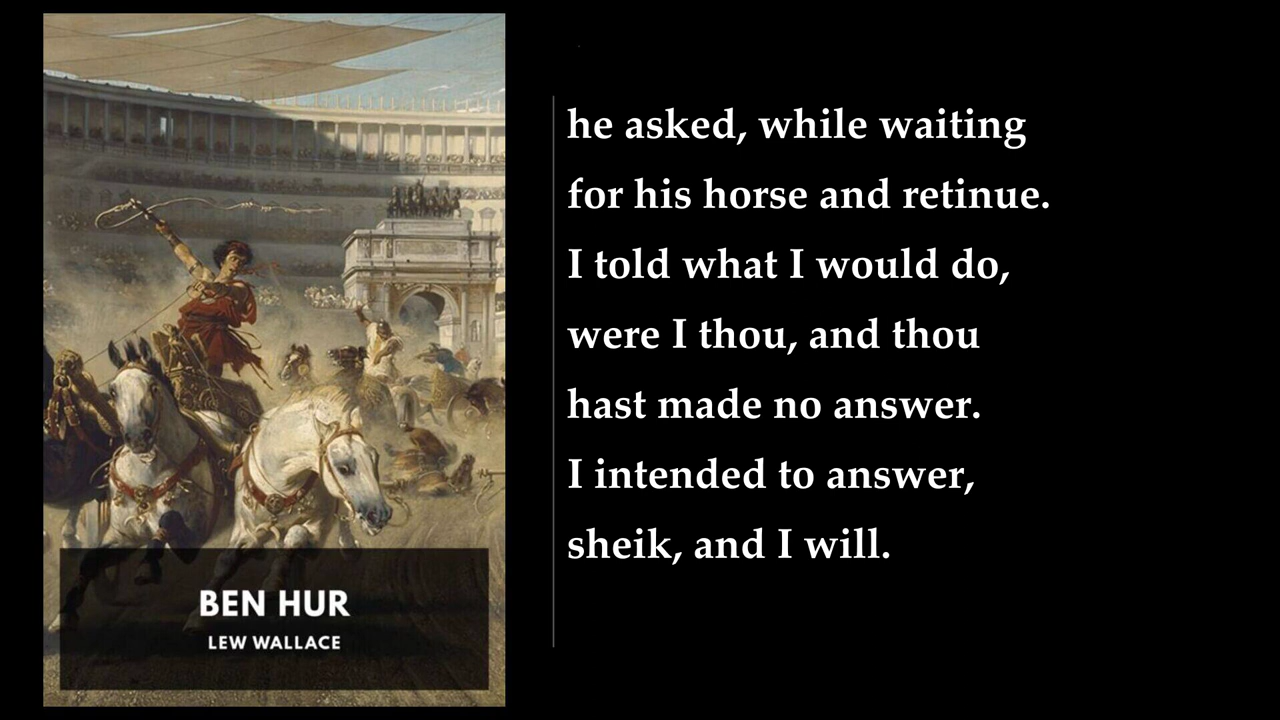 BEN HUR
LEW WALLACE
he asked, while waiting
for his horse and retinue.
I told what I would do,
were I thou, and thou
hast made no answer.
I intended to answer,
sheik, and I will.